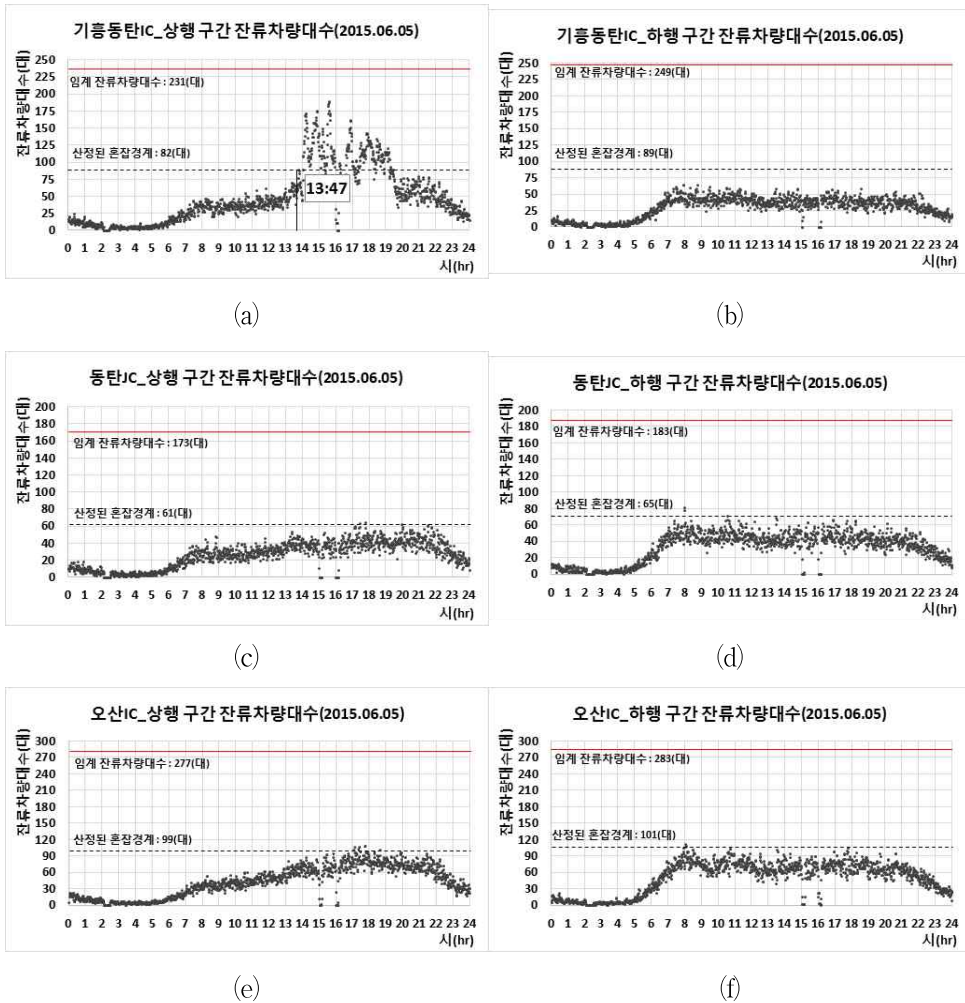 기흥동탄IC_상행 구간 잔류차량대수(2015.06.05)
잔류차량대수(대)
250
225
200
175
150
125
100
75
50
25
0
임계 잔류차량대수 : 231(대)
산정된 혼잡경계 : 82(대)
13:47
0 1 2 3 4 5 6 7 8 9 10 11 12 13 14 15 16 17 18 19 20 21 22 23 24
시(hr)
(a)
기흥동탄IC_하행 구간 잔류차량대수(2015.06.05)
잔류차량대수(대)
250
225
200
175
150
125
100
75
50
25
0
임계 잔류차량대수 : 249(대)
산정된 혼잡경계 : 89(대)
0 1 2 3 4 5 6 7 8 9 10 11 12 13 14 15 16 17 18 19 20 21 22 23 24
시(hr)
(b)
동탄JC_상행 구간 잔류차량대수(2015.06.05)
잔류차량대수(대)
200
180
160
140
120
100
80
60
40
20
0
임계 잔류차량대수 : 173(대)
산정된 혼잡경계 : 61(대)
0 1 2 3 4 5 6 7 8 9 10 11 12 13 14 15 16 17 18 19 20 21 22 23 24
시(hr)
(c)
동탄JC_하행 구간 잔류차량대수(2015.06.05)
잔류차량대수(대)
200
180
160
140
120
100
80
60
40
20
0
임계 잔류차량대수 : 183(대)
산정된 혼잡경계 : 65(대)
0 1 2 3 4 5 6 7 8 9 10 11 12 13 14 15 16 17 18 19 20 21 22 23 24
시(hr)
(d)
오산IC_상행 구간 잔류차량대수(2015.06.05)
잔류차량대수(대)
300
270
240
210
180
150
120
90
60
30
0
임계 잔류차량대수 : 277(대)
산정된 혼잡경계 : 99(대)
0 1 2 3 4 5 6 7 8 9 10 11 12 13 14 15 16 17 18 19 20 21 22 23 24
시(hr)
(e)
오산IC_하행 구간 잔류차량대수(2015.06.05)
잔류차량대수(대)
300
270
240
210
180
150
120
90
60
30
0
임계 잔류차량대수 : 283(대)
산정된 혼잡경계 : 101(대)
0 1 2 3 4 5 6 7 8 9 10 11 12 13 14 15 16 17 18 19 20 21 22 23 24
시(hr)
(f)